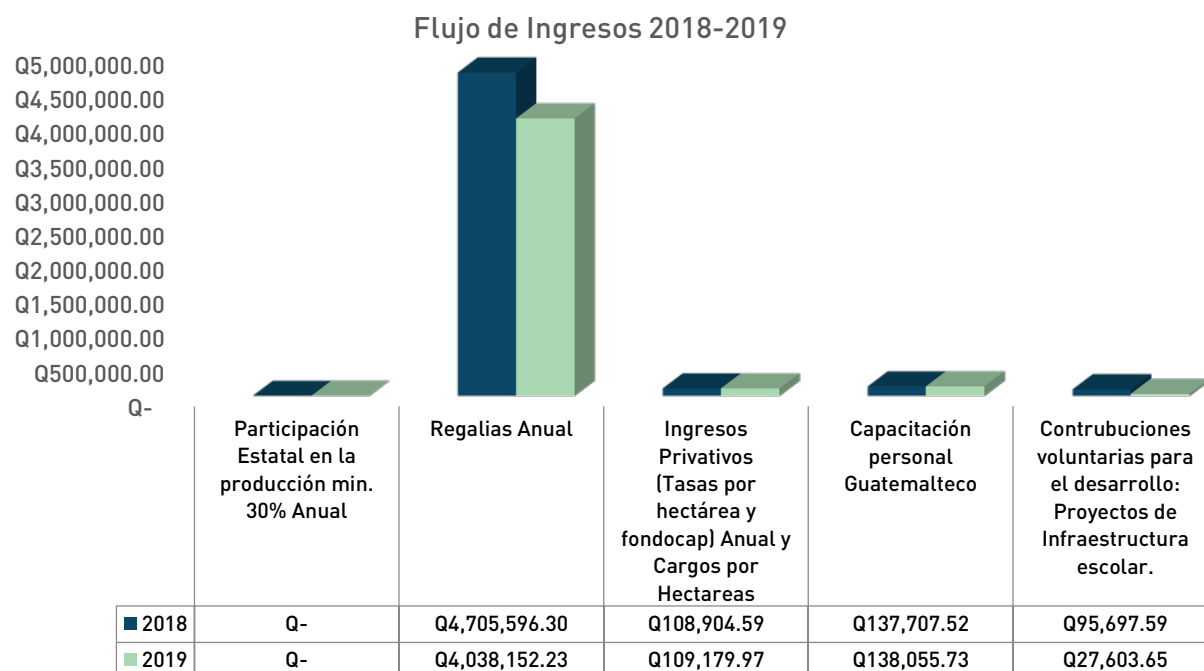 Flujo de Ingresos 2018-2019
Q5,000,000.00
Q4,500,000.00
Q4,000,000.00
Q3,500,000.00
Q3,000,000.00
Q2,500,000.00
Q2,000,000.00
Q1,500,000.00
Q1,000,000.00
Q500,000.00
Q-
Participación
Estatal en la
producción min.
30% Anual
Regalias Anual
Ingresos
Privativos
(Tasas por
hectárea y
fondocap) Anual y
Cargos por
Hectareas
Capacitación
personal
Guatemalteco
Contrubuciones
voluntarias para
el desarrollo:
Proyectos de
Infraestructura
escolar.
2018 Q- Q4,705,596.30 Q108,904.59 Q137,707.52 Q95,697.59
2019 Q- Q4,038,152.23 Q109,179.97 Q138,055.73 Q27,603.65